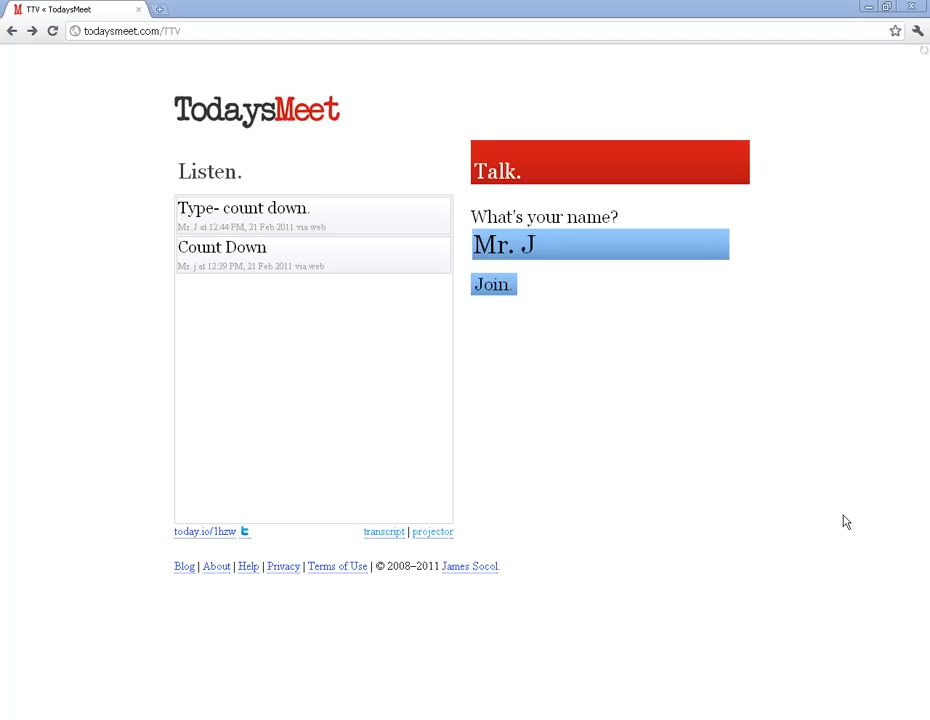 TTV « TodaysMeet
todaysmeet.com/TTV
TodaysMeet
Listen.
Type- count down.
Mr. J at 12:44 PM, 21 Feb 2011 via web
Count Down
Mr. j at 12:39 PM, 21 Feb 2011 via web
today.io/1hzw
transcript | projector
Talk.
What's your name?
Mr. J
Join.
Blog | About | Help | Privacy | Terms of Use | © 2008–2011 James Socol.